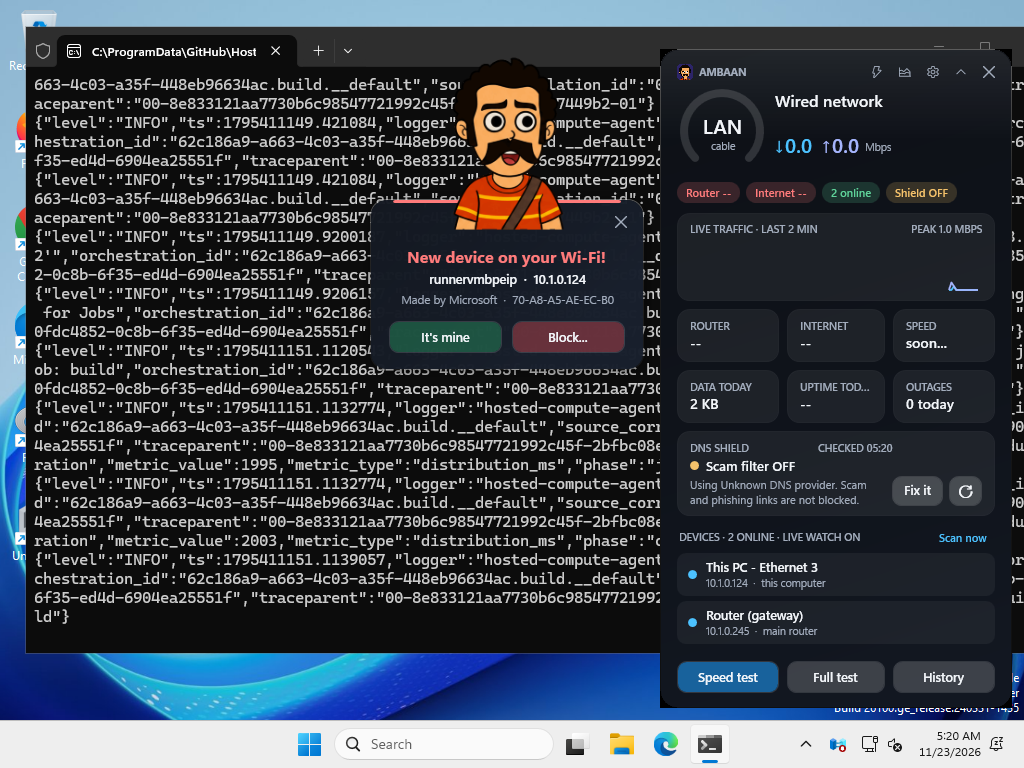 C:\ProgramData\GitHub\Host
663-4c03-a35f-448eb96634ac.build.__default","sou
aceparent":"00-8e833121aa7730b6c98547721992c45f
7449b2-01"}
{"level":"INFO","ts":1795411149.421084,"logger"
hestration_id":"62c186a9-a663-4c03-a35f-448eb96634ac.build.__default",
f35-ed4d-6904ea25551f","traceparent":"00-8e833121aa7730b6c98547721992c
{"level":"INFO","ts":1795411149.421084,"logger"
663-4c03-a35f-448eb96634ac.build.__default","sou
aceparent":"00-8e833121aa7730b6c98547721992c45f
{"level":"INFO","ts":1795411149.920018
2'","orchestration_id":"62c186a9-a663-
2-0c8b-6f35-ed4d-6904ea25551f","tracep
{"level":"INFO","ts":1795411149.920615
for Jobs","orchestration_id":"62c186a
0fdc4852-0c8b-6f35-ed4d-6904ea25551f"
{"level":"INFO","ts":1795411151.112054
ob: build","orchestration_id":"62c186a9-a663-4c03-a35f-448eb96634ac.bu
0fdc4852-0c8b-6f35-ed4d-6904ea25551f","traceparent":"00-8e833121aa7730
{"level":"INFO","ts":1795411151.1132774,"logger":"hosted-compute-agent
d":"62c186a9-a663-4c03-a35f-448eb96634ac.build.__default","source_corr
4ea25551f","traceparent":"00-8e833121aa7730b6c98547721992c45f-2bfbc08e
ration","metric_value":1995,"metric_type":"distribution_ms","phase":"
{"level":"INFO","ts":1795411151.1132774,"logger":"hosted-compute-agent
d":"62c186a9-a663-4c03-a35f-448eb96634ac.build.__default","source_corr
4ea25551f","traceparent":"00-8e833121aa7730b6c98547721992c45f-2bfbc08e
ration","metric_value":2003,"metric_type":"distribution_ms","phase":"
{"level":"INFO","ts":1795411151.1139057,"logger":"hosted-compute-agent
chestration_id":"62c186a9-a663-4c03-a35f-448eb96634ac.build.__default"
6f35-ed4d-6904ea25551f","traceparent":"00-8e833121aa7730b6c98547721992
ld"}
New device on your Wi-Fi!
runnervmbpeip · 10.1.0.124
Made by Microsoft · 70-A8-A5-AE-EC-B0
It's mine
Block...
AMBAAN
LAN
cable
Wired network
↓0.0 ↑0.0 Mbps
Router --
Internet --
2 online
Shield OFF
LIVE TRAFFIC · LAST 2 MIN
PEAK 1.0 MBPS
ROUTER
--
INTERNET
--
SPEED
soon...
DATA TODAY
2 KB
UPTIME TOD...
--
OUTAGES
0 today
DNS SHIELD
CHECKED 05:20
Scam filter OFF
Using Unknown DNS provider. Scam
and phishing links are not blocked.
Fix it
DEVICES · 2 ONLINE · LIVE WATCH ON
Scan now
This PC - Ethernet 3
10.1.0.124 · this computer
Router (gateway)
10.1.0.245 · main router
Speed test
Full test
History
Search
5:20 AM
11/23/2026